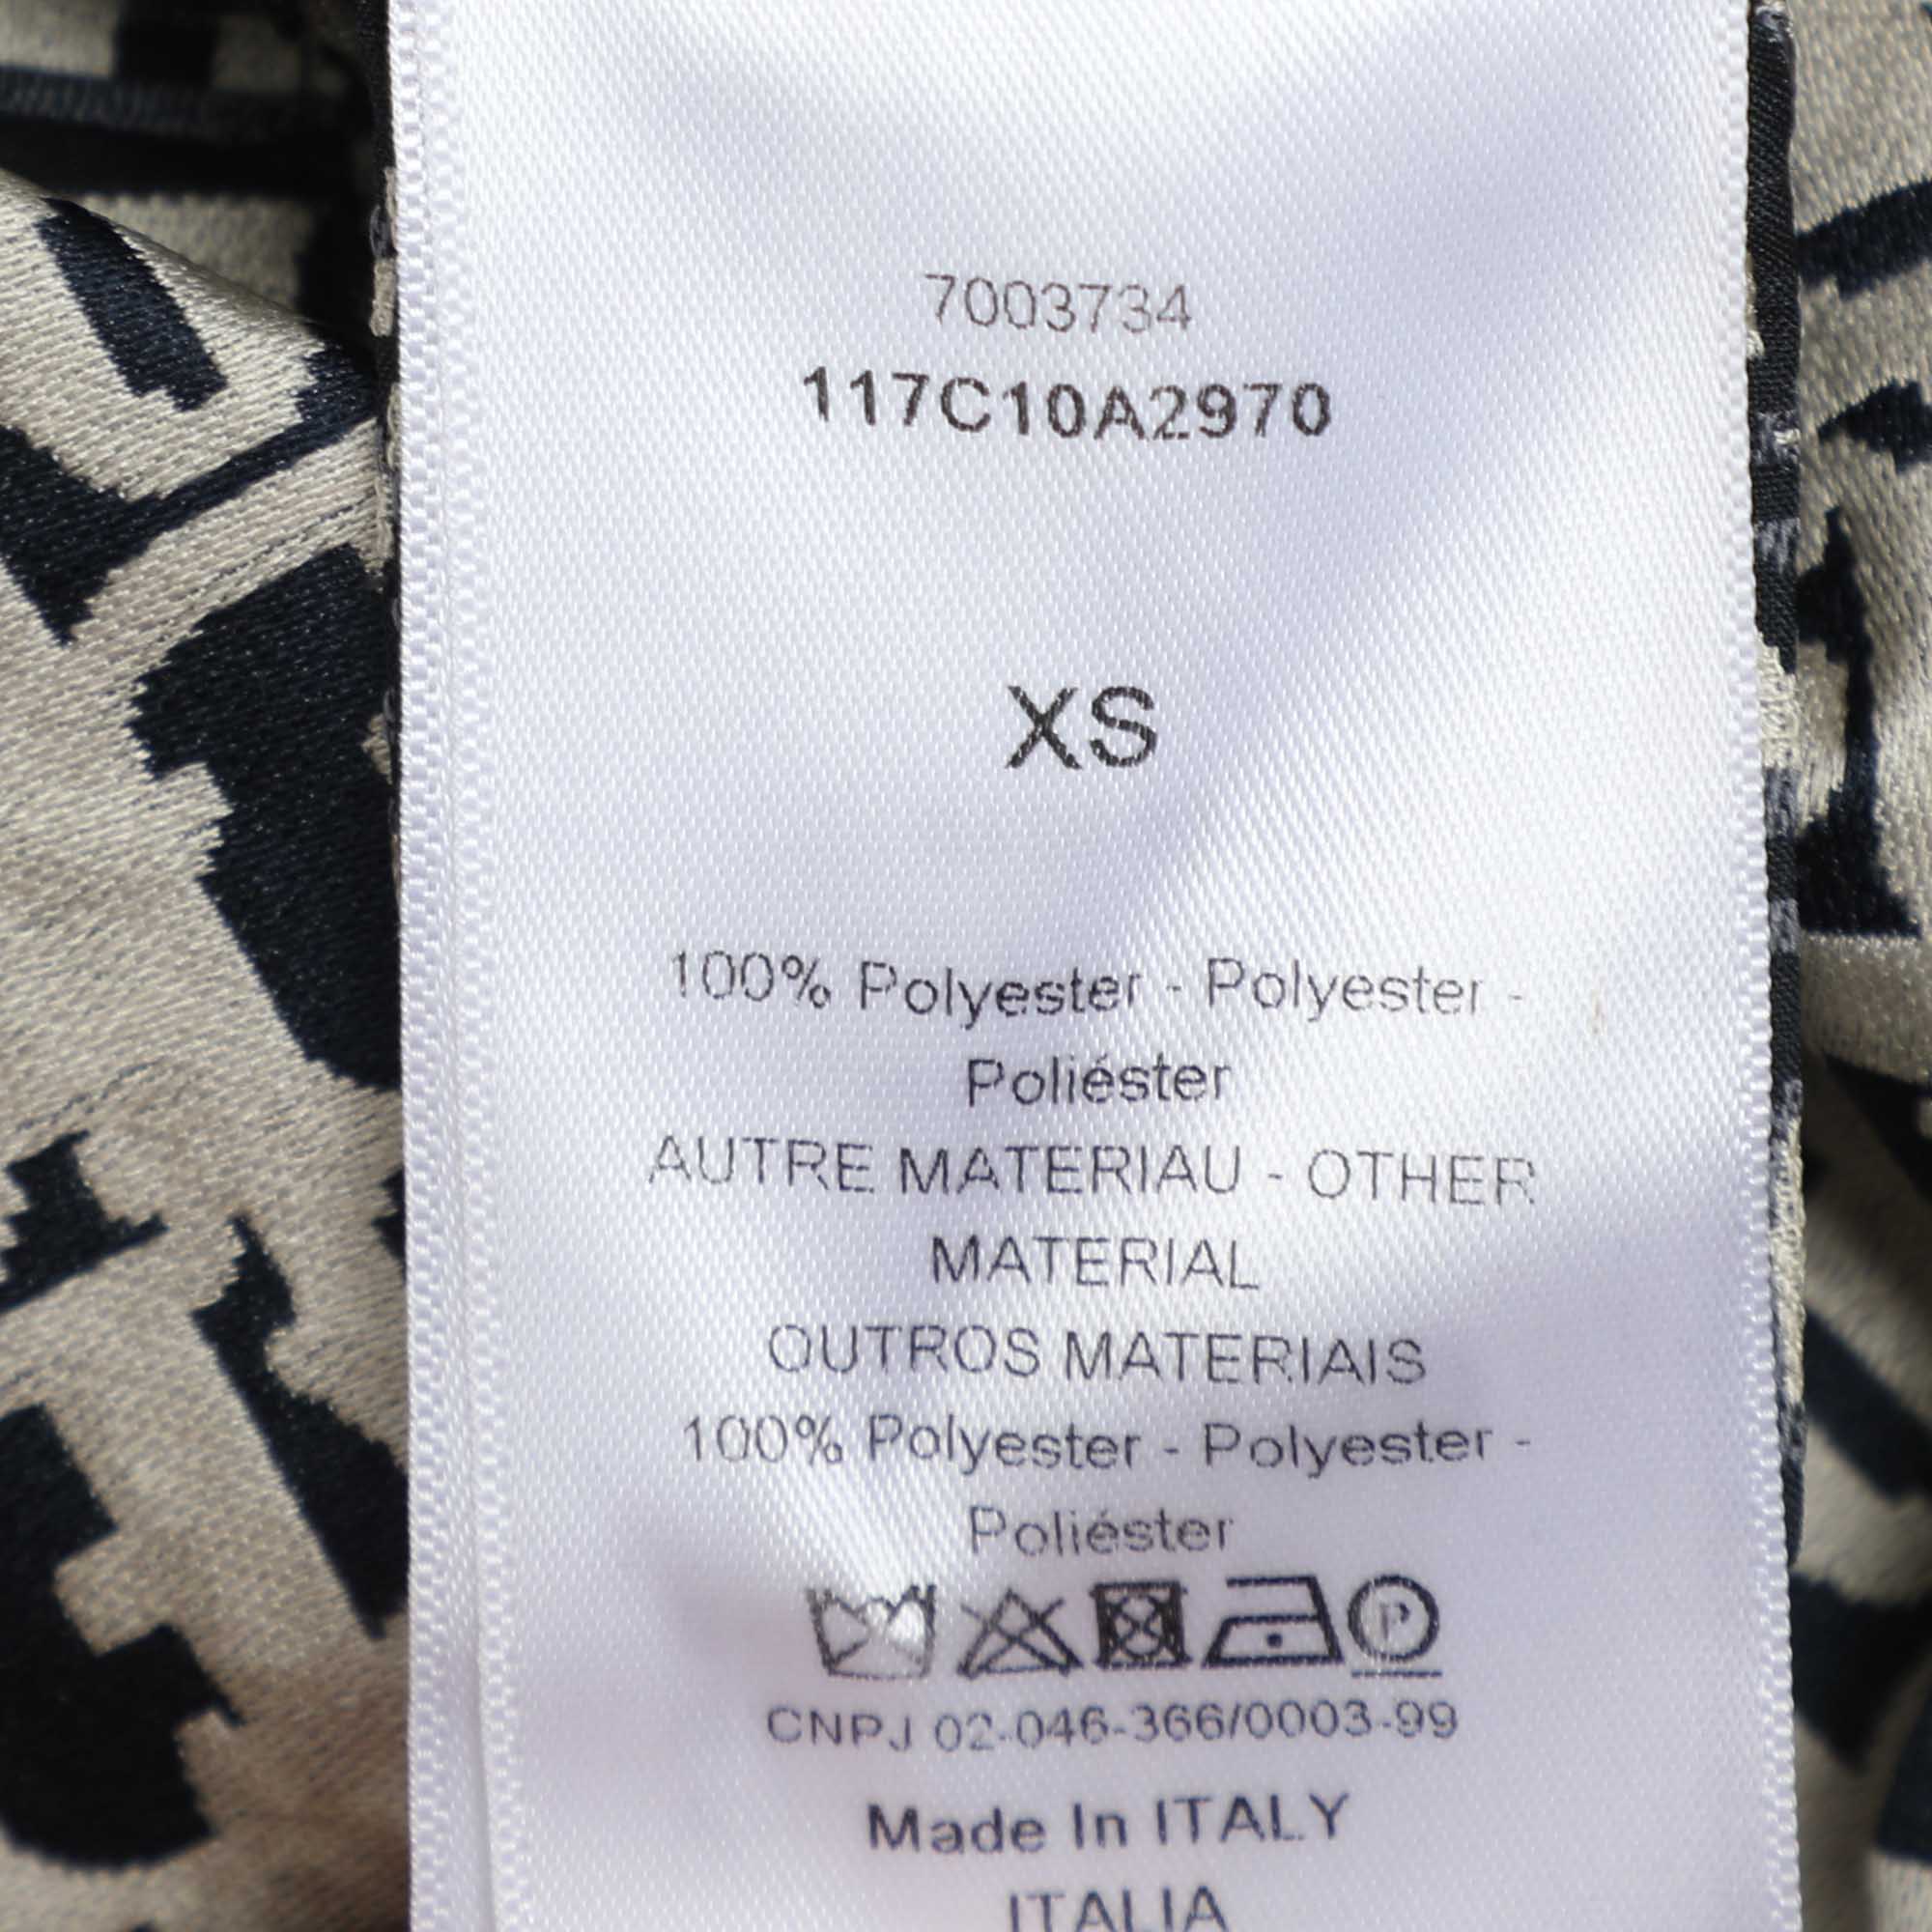 7003734
117C10A2970
XS
100% Polyester - Polyester -
Poliéster
AUTRE MATERIAU - OTHER
MATERIAL
OUTROS MATERIAIS
100% Polyester - Polyester -
Poliéster
P
CNPJ 02-046-366/0003-99
Made In ITALY
ITALIA